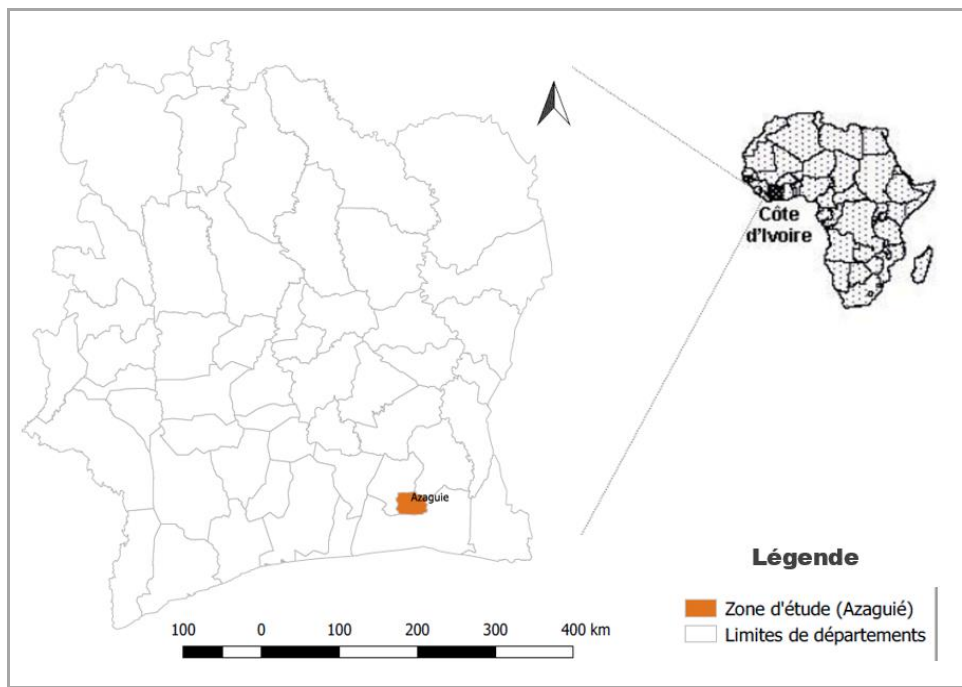 Côte
d'Ivoire
Azaguie
Légende
Zone d'étude (Azaguié)
Limites de départements
100 0 100 200 300 400 km